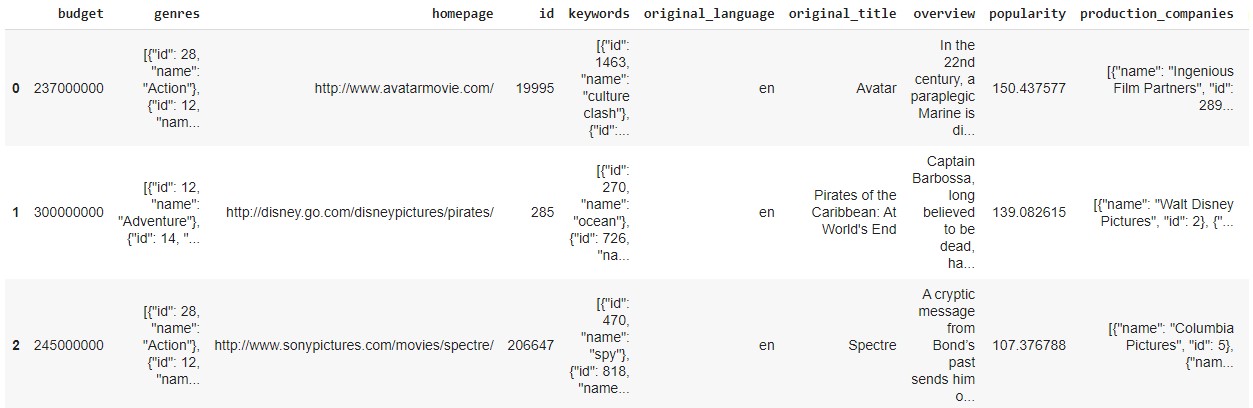 budget genres homepage id keywords original_language original_title overview popularity production_companies
0 237000000 [{"id": 28, "name": "Action"}, {"id": 12, "nam... http://www.avatarmovie.com/ 19995 [{"id": 1463, "name": "culture clash"}, {"id":... en Avatar In the 22nd century, a paraplegic Marine is di... 150.437577 [{"name": "Ingenious Film Partners", "id": 289...
1 300000000 [{"id": 12, "name": "Adventure"}, {"id": 14, "... http://disney.go.com/disneypictures/pirates/ 285 [{"id": 270, "name": "ocean"}, {"id": 726, "na... en Pirates of the Caribbean: At World's End Captain Barbossa, long believed to be dead, ha... 139.082615 [{"name": "Walt Disney Pictures", "id": 2}, {"...
2 245000000 [{"id": 28, "name": "Action"}, {"id": 12, "nam... http://www.sonypictures.com/movies/spectre/ 206647 [{"id": 470, "name": "spy"}, {"id": 818, "name... en Spectre A cryptic message from Bond's past sends him o... 107.376788 [{"name": "Columbia Pictures", "id": 5}, {"nam...